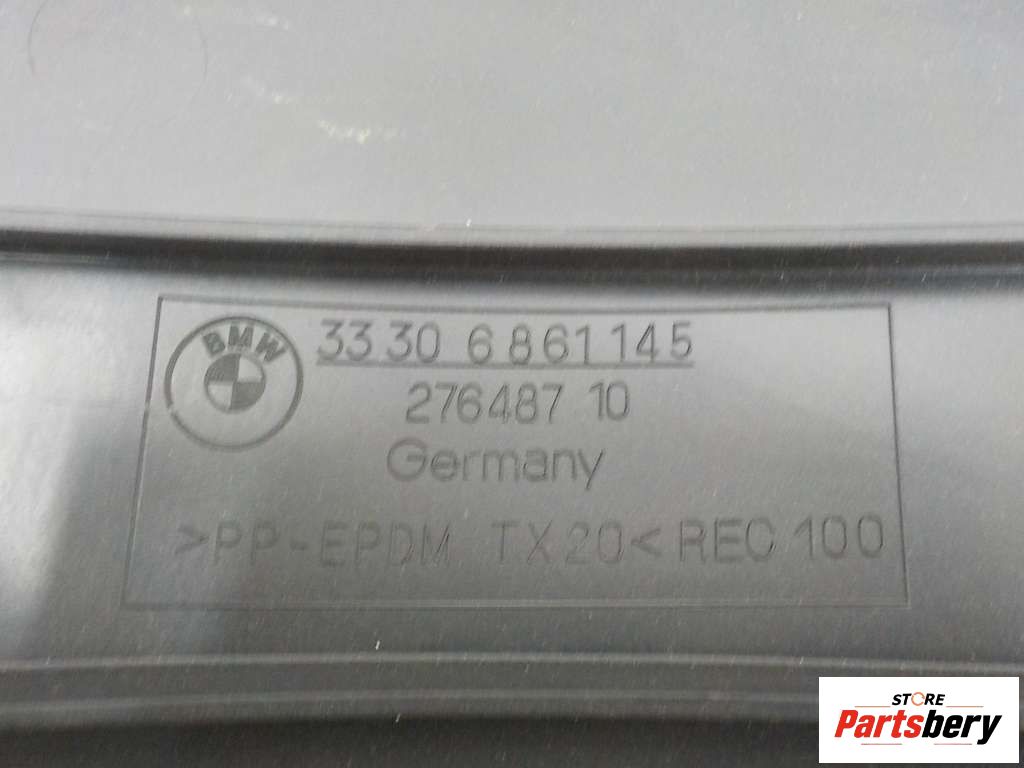 BMW
33 30 6 861 145
276487 10
Germany
>PP-EPDM TX20< REC 100
STORE
Partsbery